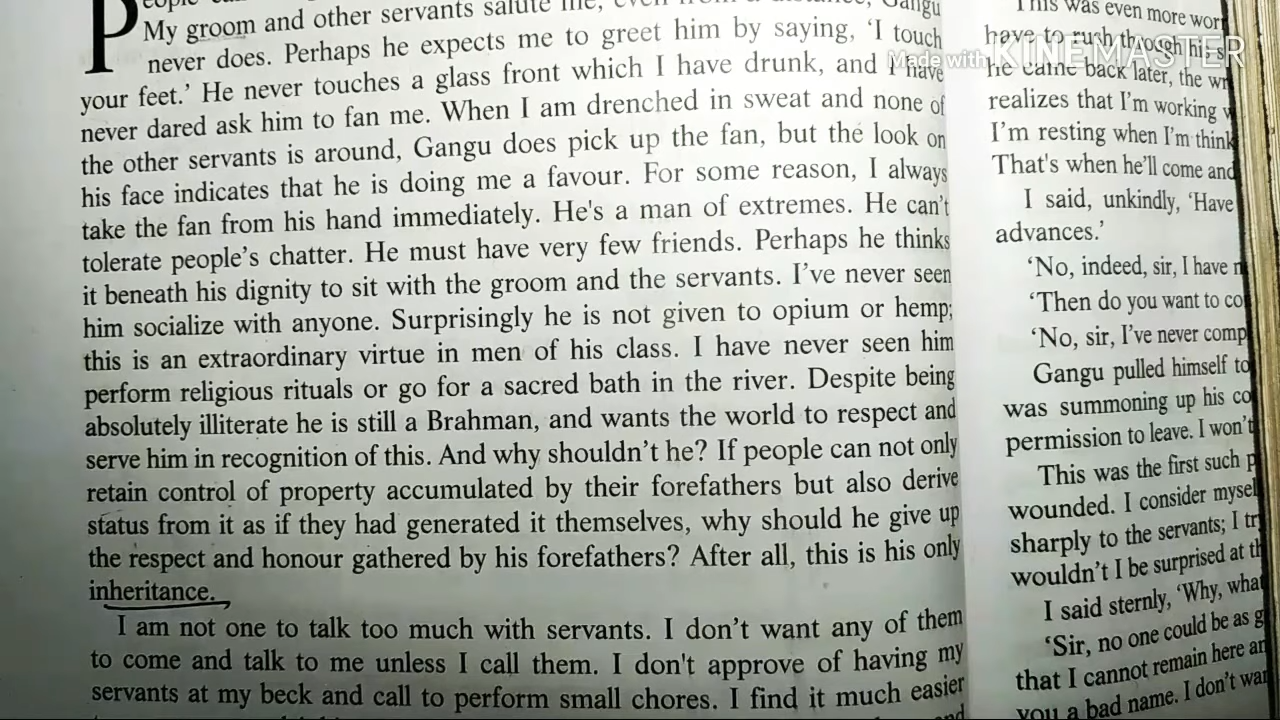 P
My groom and other servants salute me, even from a distance, Gangu
never does. Perhaps he expects me to greet him by saying, ‘I touch
your feet.’ He never touches a glass front which I have drunk, and I have
never dared ask him to fan me. When I am drenched in sweat and none of
the other servants is around, Gangu does pick up the fan, but the look on
his face indicates that he is doing me a favour. For some reason, I always
take the fan from his hand immediately. He's a man of extremes. He can’t
tolerate people’s chatter. He must have very few friends. Perhaps he thinks
it beneath his dignity to sit with the groom and the servants. I’ve never seen
him socialize with anyone. Surprisingly he is not given to opium or hemp;
this is an extraordinary virtue in men of his class. I have never seen him
perform religious rituals or go for a sacred bath in the river. Despite being
absolutely illiterate he is still a Brahman, and wants the world to respect and
serve him in recognition of this. And why shouldn’t he? If people can not only
retain control of property accumulated by their forefathers but also derive
status from it as if they had generated it themselves, why should he give up
the respect and honour gathered by his forefathers? After all, this is his only
inheritance.
I am not one to talk too much with servants. I don’t want any of them
to come and talk to me unless I call them. I don't approve of having my
servants at my beck and call to perform small chores. I find it much easier
This was even more
have to rush though his
he came back later, the
realizes that I’m working
I’m resting when I’m think
That's when he’ll come and
I said, unkindly, ‘Have
advances.’
‘No, indeed, sir, I have
‘Then do you want to
‘No, sir, I’ve never
Gangu pulled himself to
was summoning up his
permission to leave. I won’t
This was the first such
wounded. I consider
sharply to the servants; I
wouldn’t I be surprised at
I said sternly, ‘Why, what
‘Sir, no one could be as
that I cannot remain here
you a bad name. I don’t
Made with KINEMASTER